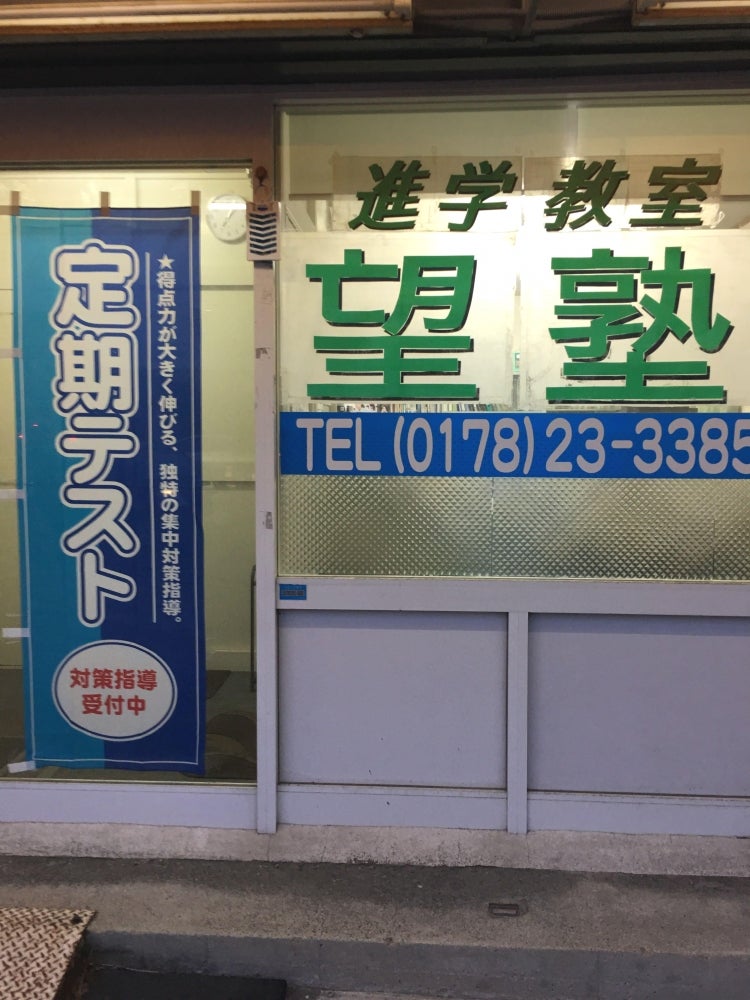 進学教室
望塾
TEL(0178)23-3385
★得点力が大きく伸びる、独特の集中対策指導。
定期テスト
対策指導
受付中